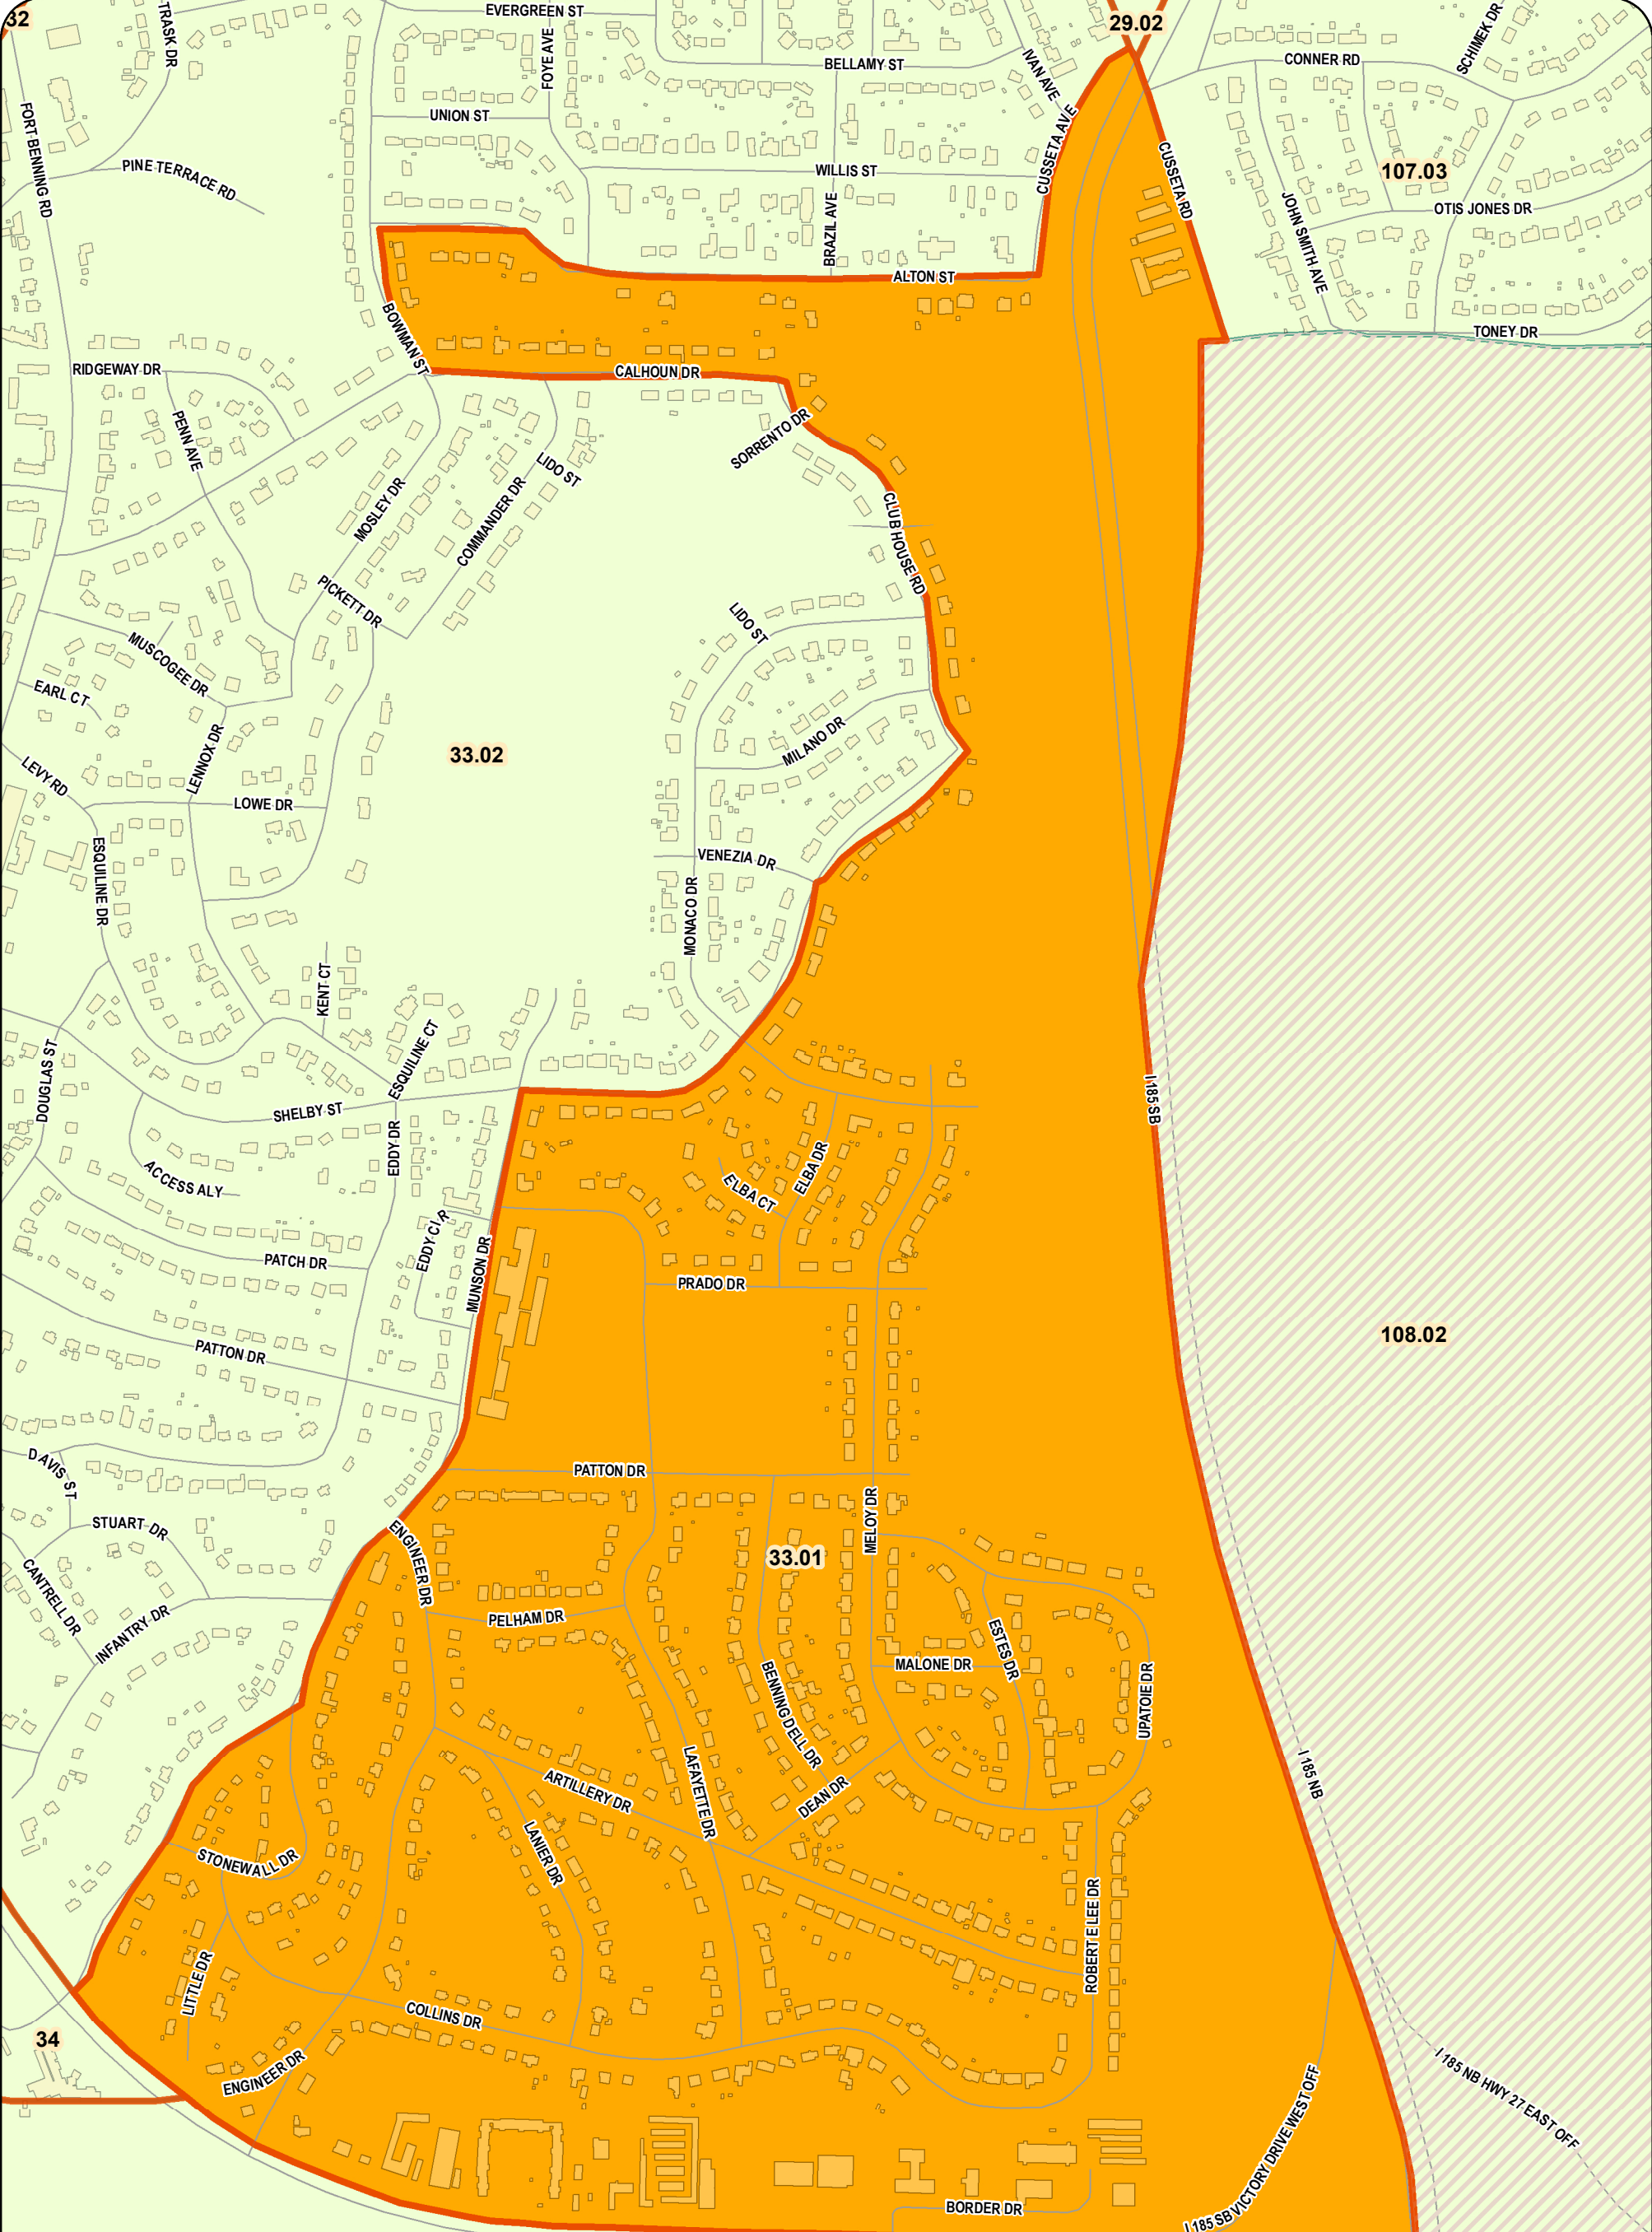 32
TRASK DR
EVERGREEN ST
FOYE AVE
BELLAMY ST
IVAN AVE
29.02
CONNER RD
SCHIMEK DR
FORT BENNING RD
UNION ST
PINE TERRACE RD
WILLIS ST
BRAZIL AVE
CUSSETA AVE
CUSSETA RD
107.03
JOHN SMITH AVE
OTIS JONES DR
ALTON ST
TONEY DR
BOWMAN ST
RIDGEWAY DR
CALHOUN DR
PENN AVE
SORRENTO DR
LIDO ST
MOSLEY DR
COMMANDER DR
CLUB HOUSE RD
PICKETT DR
LIDO ST
MUSCOGEE DR
EARL CT
LENNOX DR
33.02
MILANO DR
LEVY RD
LOWE DR
ESQUILINE DR
VENEZIA DR
MONACO DR
KENT CT
ESQUILINE CT
DOUGLAS ST
SHELBY ST
I 185 SB
EDDY DR
ACCESS ALY
ELBA CT
ELBA DR
EDDY CIR
MUNSON DR
PATCH DR
PRADO DR
108.02
PATTON DR
DAVIS ST
PATTON DR
MELOY DR
STUART DR
ENGINEER DR
33.01
CANTRELL DR
INFANTRY DR
PELHAM DR
ESTES DR
MALONE DR
UPATOIE DR
BENNING DELL DR
LAFAYETTE DR
ARTILLERY DR
DEAN DR
I 185 NB
LANIER DR
STONEWALL DR
ROBERT E LEE DR
LITTLE DR
COLLINS DR
34
ENGINEER DR
I 185 NB HWY 27 EAST OFF
I 185 SB VICTORY DRIVE WEST OFF
BORDER DR